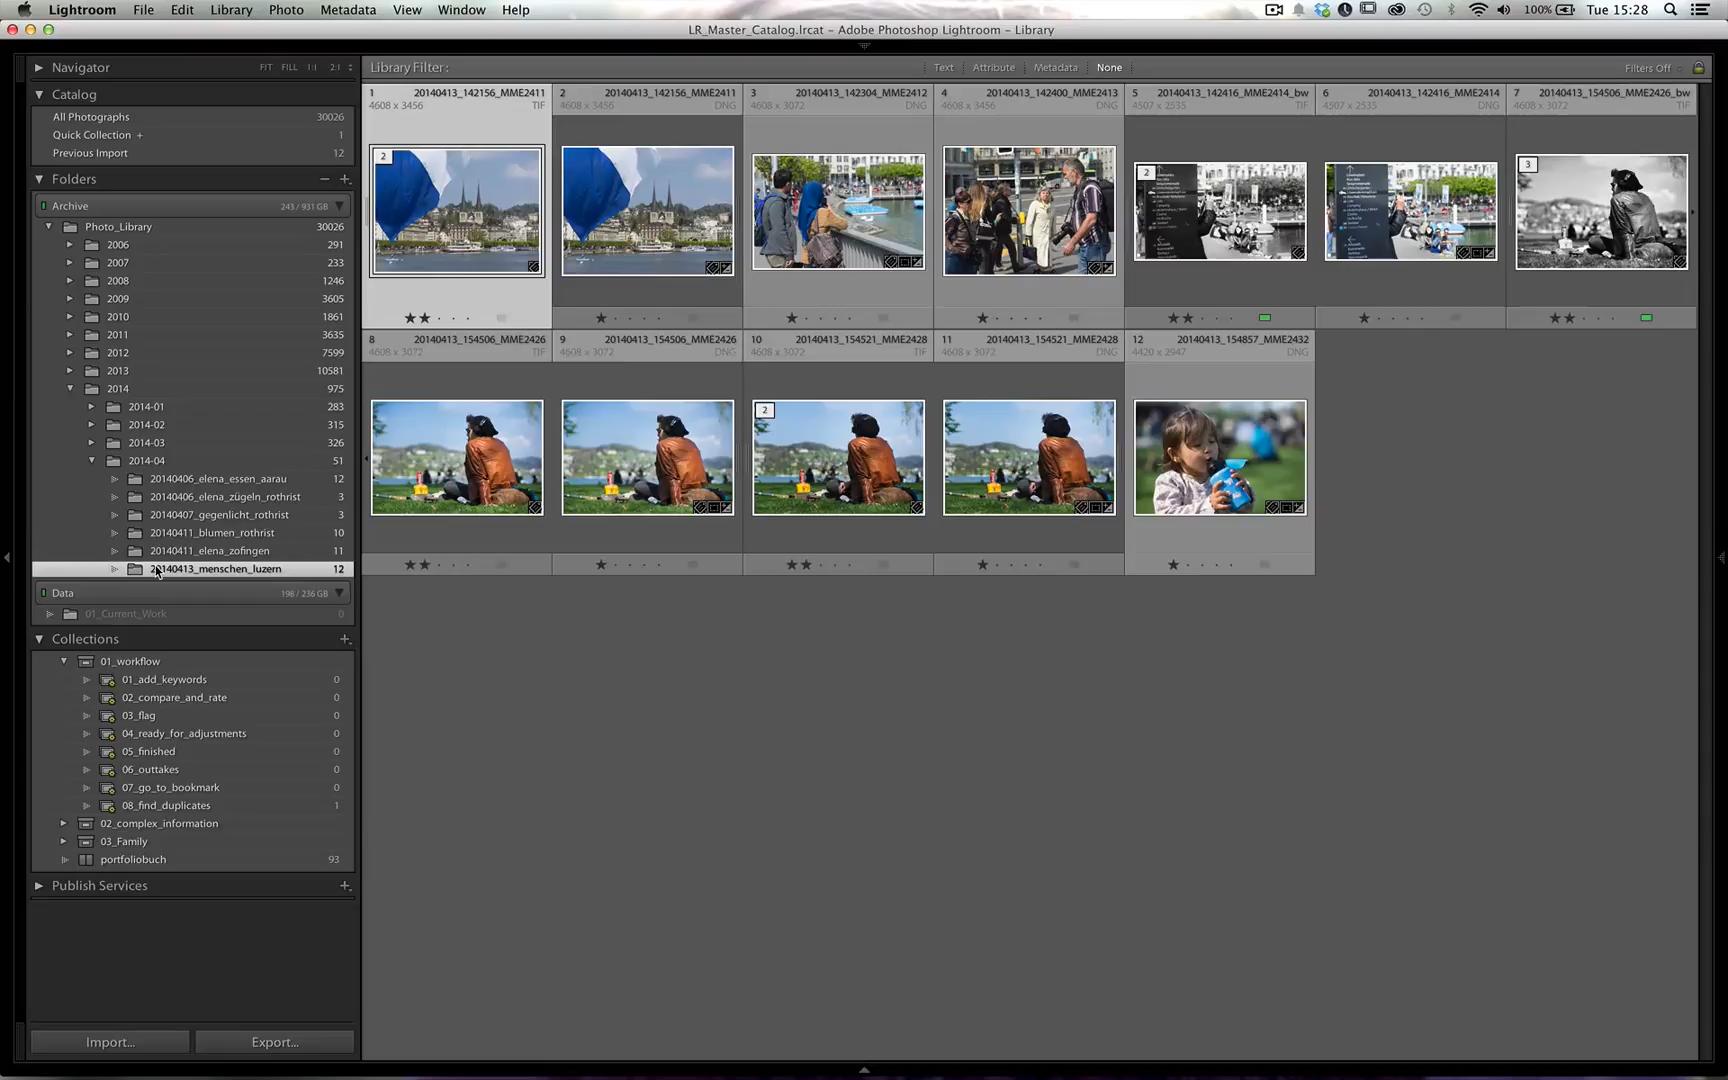 Lightroom File Edit Library Photo Metadata View Window Help 100% Tue 15:28
LR_Master_Catalog.lrcat – Adobe Photoshop Lightroom – Library
Navigator FIT FILL 1:1 2:1
Library Filter : Text Attribute Metadata None Filters Off
Catalog
All Photographs 30026
Quick Collection + 1
Previous Import 12
Folders
Archive 243 / 931 GB
Photo_Library 30026
2006 291
2007 233
2008 1246
2009 3605
2010 1861
2011 3635
2012 7599
2013 10581
2014 975
2014-01 283
2014-02 315
2014-03 326
2014-04 51
20140406_elena_essen_aarau 12
20140406_elena_zügeln_rothrist 3
20140407_gegenlicht_rothrist 3
20140411_blumen_rothrist 10
20140411_elena_zofingen 11
20140413_menschen_luzern 12
Data 198 / 236 GB
01_Current_Work 0
Collections
01_workflow
01_add_keywords 0
02_compare_and_rate 0
03_flag 0
04_ready_for_adjustments 0
05_finished 0
06_outtakes 0
07_go_to_bookmark 0
08_find_duplicates 1
02_complex_information
03_Family
portfoliobuch 93
Publish Services
Import... Export...
1 20140413_142156_MME2411
4608 x 3456 TIF
2
2 20140413_142156_MME2411
4608 x 3456 DNG
3 20140413_142304_MME2412
4608 x 3072 DNG
4 20140413_142400_MME2413
4608 x 3456 DNG
5 20140413_142416_MME2414_bw
4507 x 2535 TIF
2
6 20140413_142416_MME2414
4507 x 2535 DNG
7 20140413_154506_MME2426_bw
4608 x 3072 TIF
3
8 20140413_154506_MME2426
4608 x 3072 TIF
9 20140413_154506_MME2426
4608 x 3072 DNG
10 20140413_154521_MME2428
4608 x 3072 TIF
2
11 20140413_154521_MME2428
4608 x 3072 DNG
12 20140413_154857_MME2432
4420 x 2947 DNG